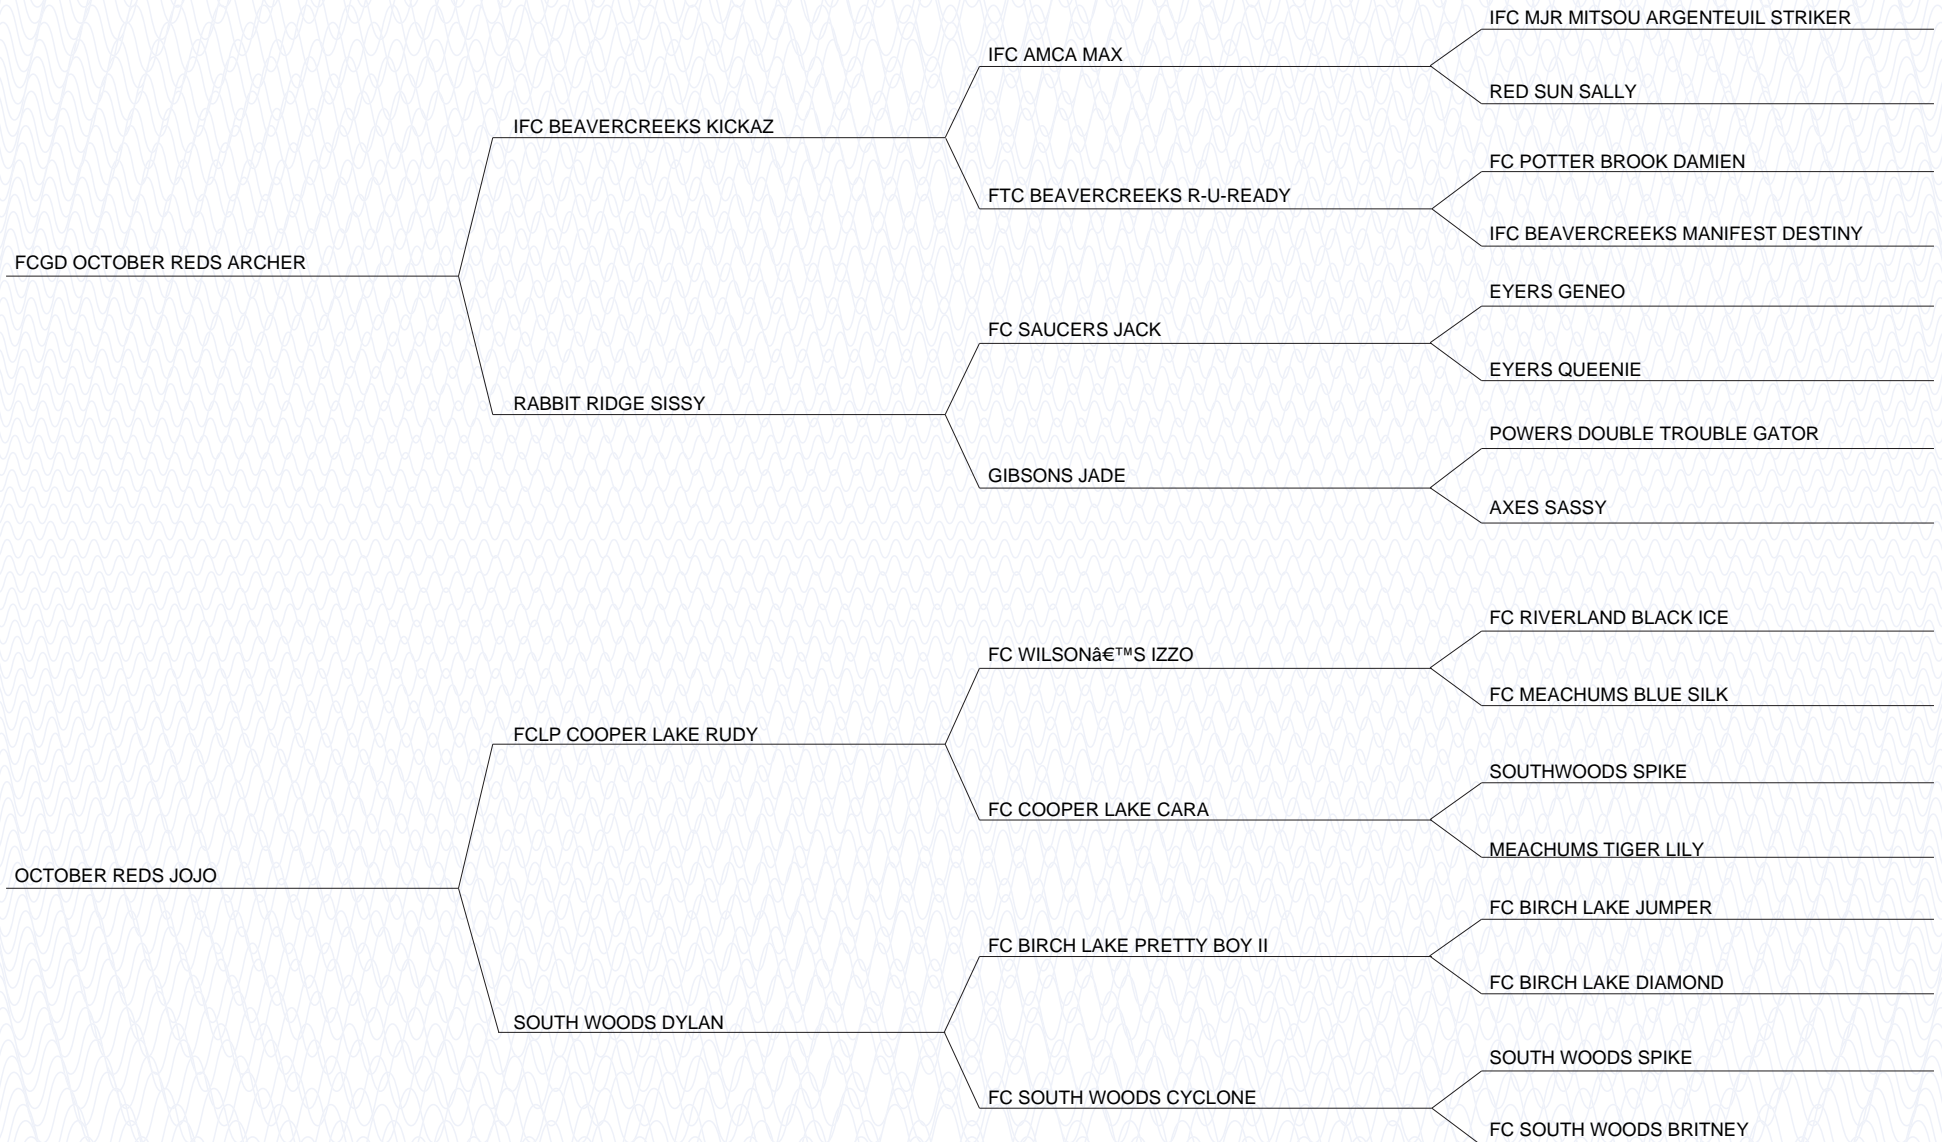 IFC MJR MITSOU ARGENTEUIL STRIKER
IFC AMCA MAX
RED SUN SALLY
IFC BEAVERCREEKS KICKAZ
FC POTTER BROOK DAMIEN
FTC BEAVERCREEKS R-U-READY
IFC BEAVERCREEKS MANIFEST DESTINY
FCGD OCTOBER REDS ARCHER
EYERS GENEO
FC SAUCERS JACK
EYERS QUEENIE
RABBIT RIDGE SISSY
POWERS DOUBLE TROUBLE GATOR
GIBSONS JADE
AXES SASSY
FC RIVERLAND BLACK ICE
FC WILSONâ€™S IZZO
FC MEACHUMS BLUE SILK
FCLP COOPER LAKE RUDY
SOUTHWOODS SPIKE
FC COOPER LAKE CARA
MEACHUMS TIGER LILY
OCTOBER REDS JOJO
FC BIRCH LAKE JUMPER
FC BIRCH LAKE PRETTY BOY II
FC BIRCH LAKE DIAMOND
SOUTH WOODS DYLAN
SOUTH WOODS SPIKE
FC SOUTH WOODS CYCLONE
FC SOUTH WOODS BRITNEY